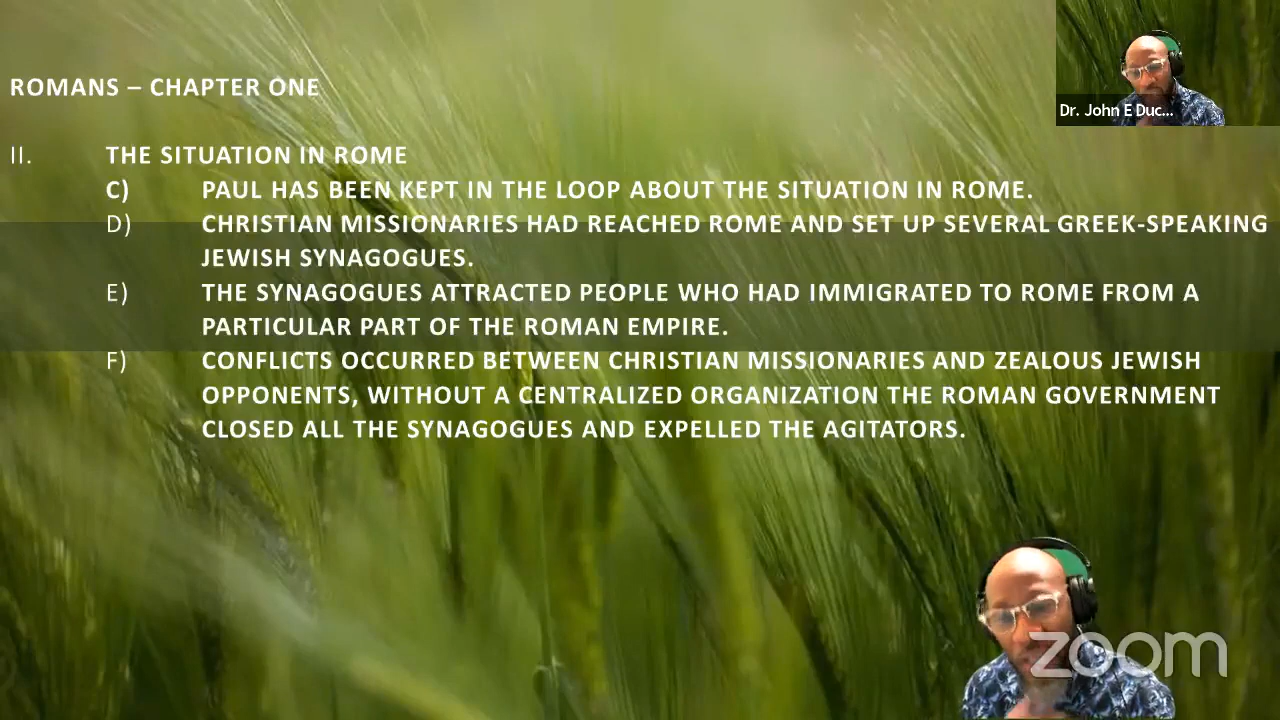 ROMANS – CHAPTER ONE
Dr. John E Duc...
II. THE SITUATION IN ROME
C) PAUL HAS BEEN KEPT IN THE LOOP ABOUT THE SITUATION IN ROME.
D) CHRISTIAN MISSIONARIES HAD REACHED ROME AND SET UP SEVERAL GREEK-SPEAKING
JEWISH SYNAGOGUES.
E) THE SYNAGOGUES ATTRACTED PEOPLE WHO HAD IMMIGRATED TO ROME FROM A
PARTICULAR PART OF THE ROMAN EMPIRE.
F) CONFLICTS OCCURRED BETWEEN CHRISTIAN MISSIONARIES AND ZEALOUS JEWISH
OPPONENTS, WITHOUT A CENTRALIZED ORGANIZATION THE ROMAN GOVERNMENT
CLOSED ALL THE SYNAGOGUES AND EXPELLED THE AGITATORS.
zoom